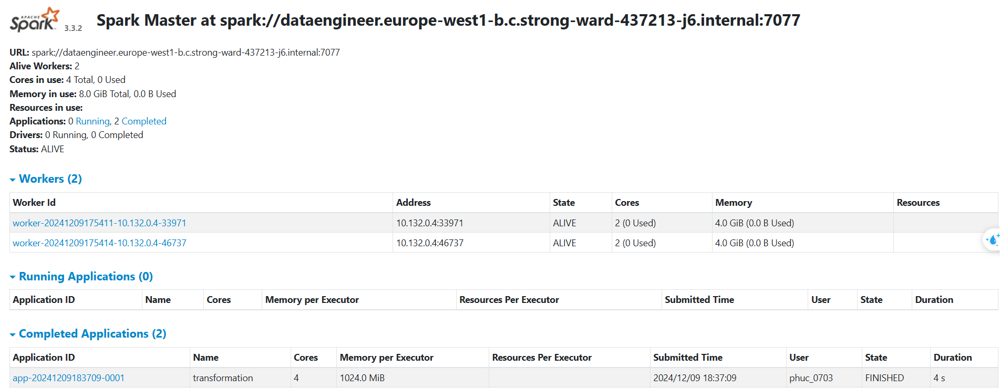 APACHE
Spark 3.3.2 Spark Master at spark://dataengineer.europe-west1-b.c.strong-ward-437213-j6.internal:7077
URL: spark://dataengineer.europe-west1-b.c.strong-ward-437213-j6.internal:7077
Alive Workers: 2
Cores in use: 4 Total, 0 Used
Memory in use: 8.0 GiB Total, 0.0 B Used
Resources in use:
Applications: 0 Running, 2 Completed
Drivers: 0 Running, 0 Completed
Status: ALIVE
Workers (2)
Worker Id Address State Cores Memory Resources
worker-20241209175411-10.132.0.4-33971 10.132.0.4:33971 ALIVE 2 (0 Used) 4.0 GiB (0.0 B Used)
worker-20241209175414-10.132.0.4-46737 10.132.0.4:46737 ALIVE 2 (0 Used) 4.0 GiB (0.0 B Used)
Running Applications (0)
Application ID Name Cores Memory per Executor Resources Per Executor Submitted Time User State Duration
Completed Applications (2)
Application ID Name Cores Memory per Executor Resources Per Executor Submitted Time User State Duration
app-20241209183709-0001 transformation 4 1024.0 MiB 2024/12/09 18:37:09 phuc_0703 FINISHED 4 s